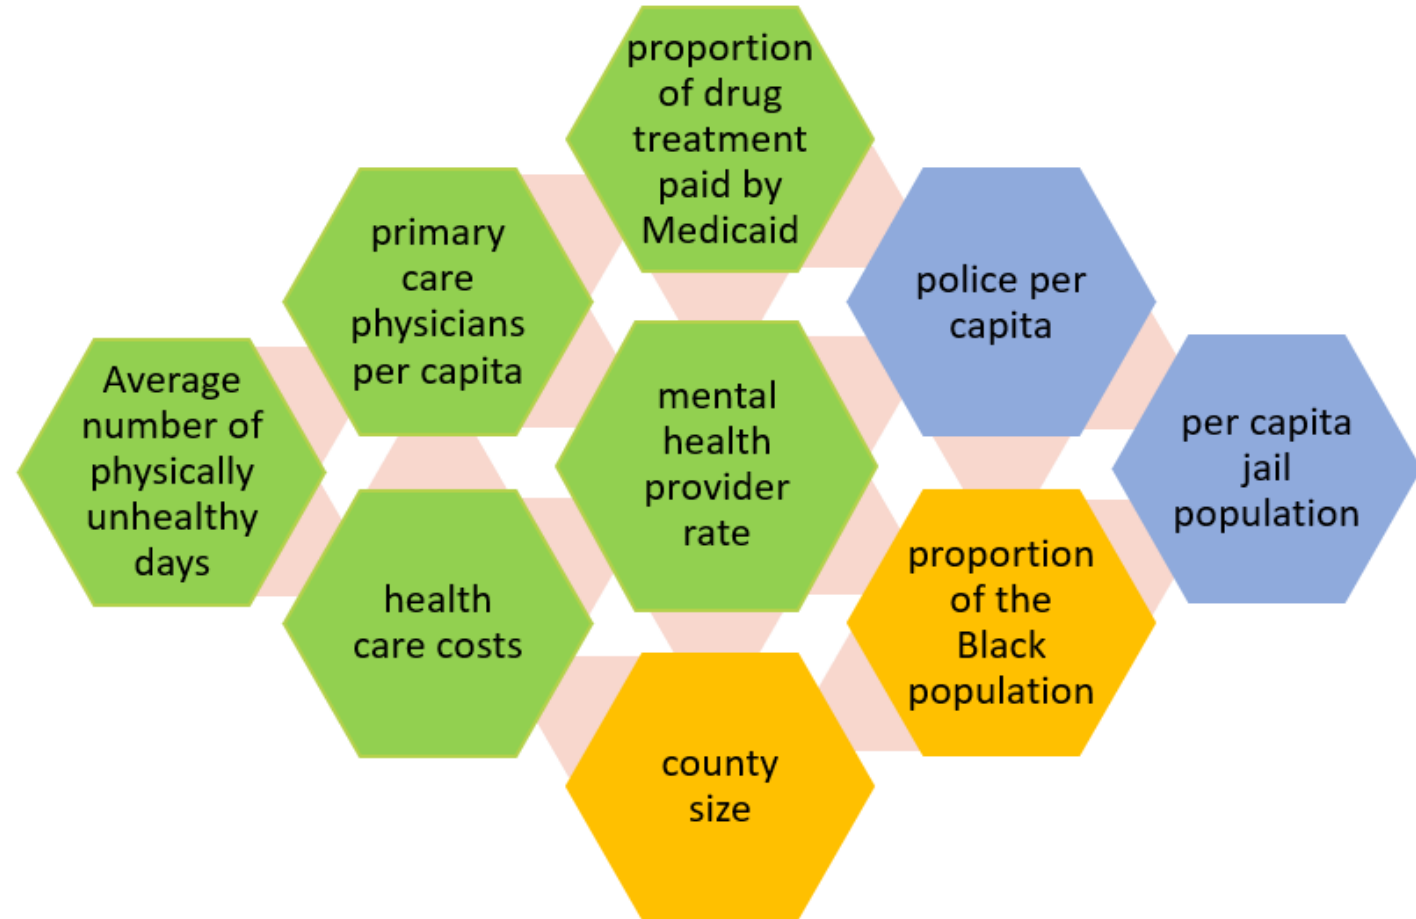 proportion
of drug
treatment
paid by
Medicaid
primary
care
physicians
per capita
police per
capita
Average
number of
physically
unhealthy
days
mental
health
provider
rate
per capita
jail
population
health
care costs
proportion
of the
Black
population
county
size